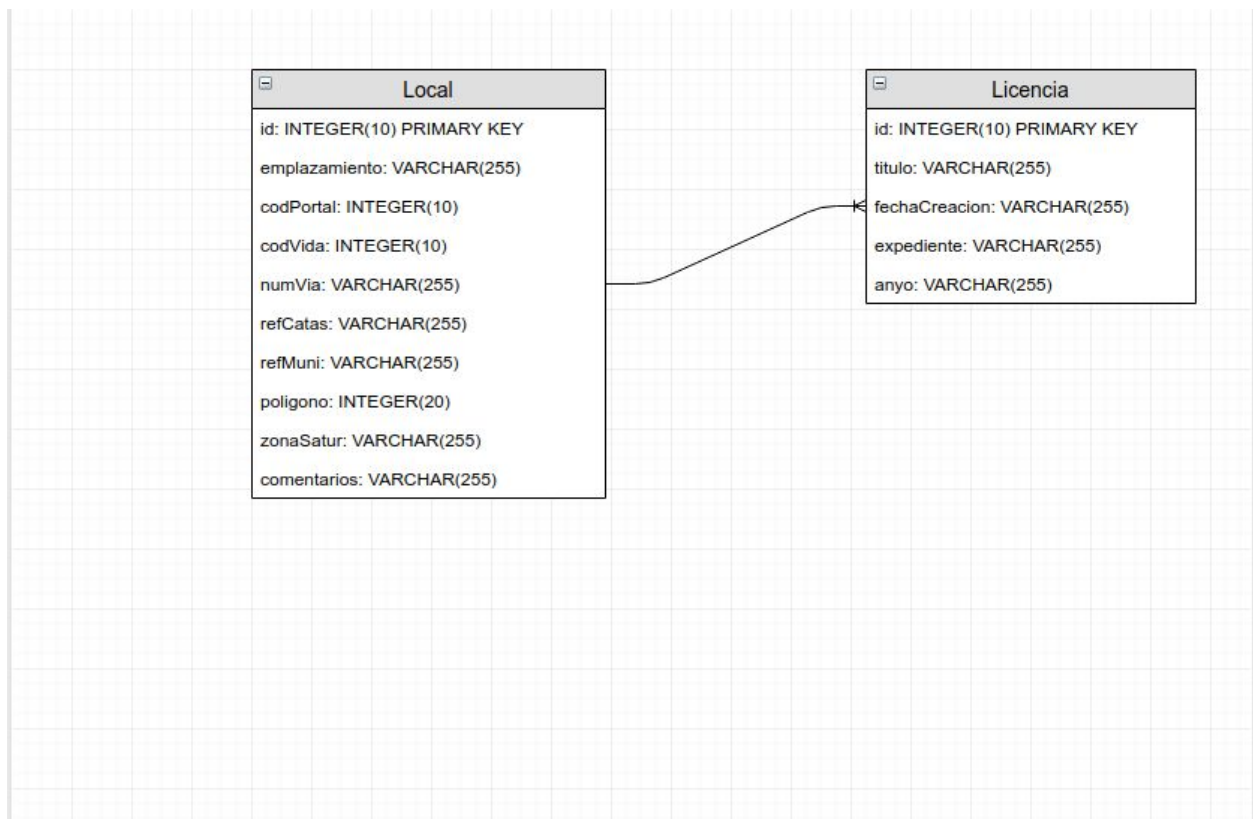 Local
id: INTEGER(10) PRIMARY KEY
emplazamiento: VARCHAR(255)
codPortal: INTEGER(10)
codVida: INTEGER(10)
numVia: VARCHAR(255)
refCatas: VARCHAR(255)
refMuni: VARCHAR(255)
poligono: INTEGER(20)
zonaSatur: VARCHAR(255)
comentarios: VARCHAR(255)
Licencia
id: INTEGER(10) PRIMARY KEY
titulo: VARCHAR(255)
fechaCreacion: VARCHAR(255)
expediente: VARCHAR(255)
anyo: VARCHAR(255)